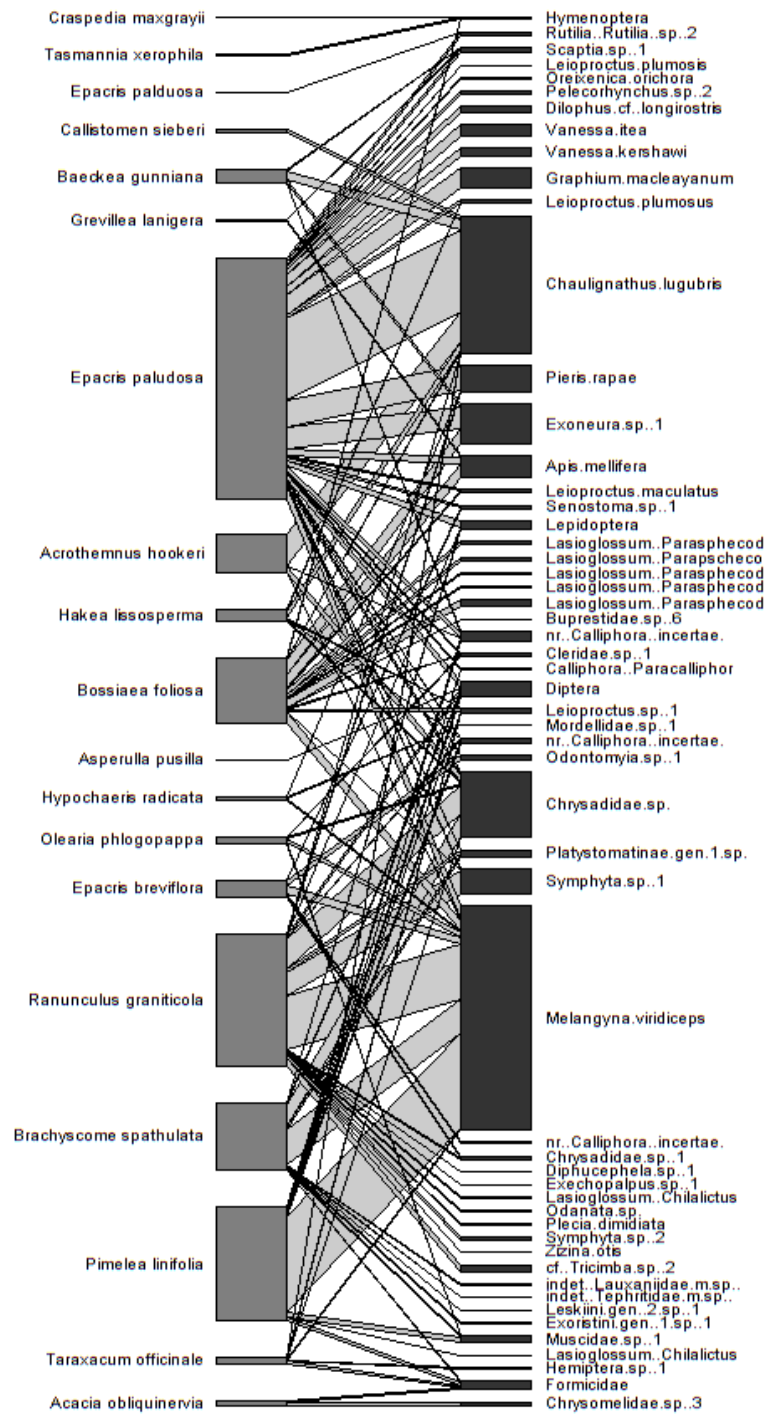 Craspedia maxgrayii
Tasmannia xerophila
Epacris palduosa
Callistomen sieberi
Baeckea gunniana
Grevillea lanigera
Epacris paludosa
Acrothemnus hookeri
Hakea lissosperma
Bossiaea foliosa
Asperulla pusilla
Hypochaeris radicata
Olearia phlogopappa
Epacris breviflora
Ranunculus graniticola
Brachyscome spathulata
Pimelea linifolia
Taraxacum officinale
Acacia obliquinervia
Hymenoptera
Rutilia..Rutilia..sp..2
Scaptia.sp..1
Leioproctus.plumosis
Oreixenica.orichora
Pelecorhynchus.sp..2
Dilophus.cf..longirostris
Vanessa.itea
Vanessa.kershawi
Graphium.macleayanum
Leioproctus.plumosus
Chaulignathus.lugubris
Pieris.rapae
Exoneura.sp..1
Apis.mellifera
Leioproctus.maculatus
Senostoma.sp..1
Lepidoptera
Lasioglossum..Parasphecod
Lasioglossum..Parapscheco
Lasioglossum..Parasphecod
Lasioglossum..Parasphecod
Lasioglossum..Parasphecod
Buprestidae.sp..6
nr..Calliphora..incertae.
Cleridae.sp..1
Calliphora..Paracalliphor
Diptera
Leioproctus.sp..1
Mordellidae.sp..1
nr..Calliphora..incertae.
Odontomyia.sp..1
Chrysadidae.sp.
Platystomatinae.gen.1.sp.
Symphyta.sp..1
Melangyna.viridiceps
nr..Calliphora..incertae.
Chrysadidae.sp..1
Diphucephela.sp..1
Exechopalpus.sp..1
Lasioglossum..Chilalictus
Odanata.sp.
Plecia.dimidiata
Symphyta.sp..2
Zizina.otis
cf..Tricimba.sp..2
indet..Lauxaniidae.m.sp..
indet..Tephritidae.m.sp..
Leskiini.gen..2.sp..1
Exoristini.gen..1.sp..1
Muscidae.sp..1
Lasioglossum..Chilalictus
Hemiptera.sp..1
Formicidae
Chrysomelidae.sp..3